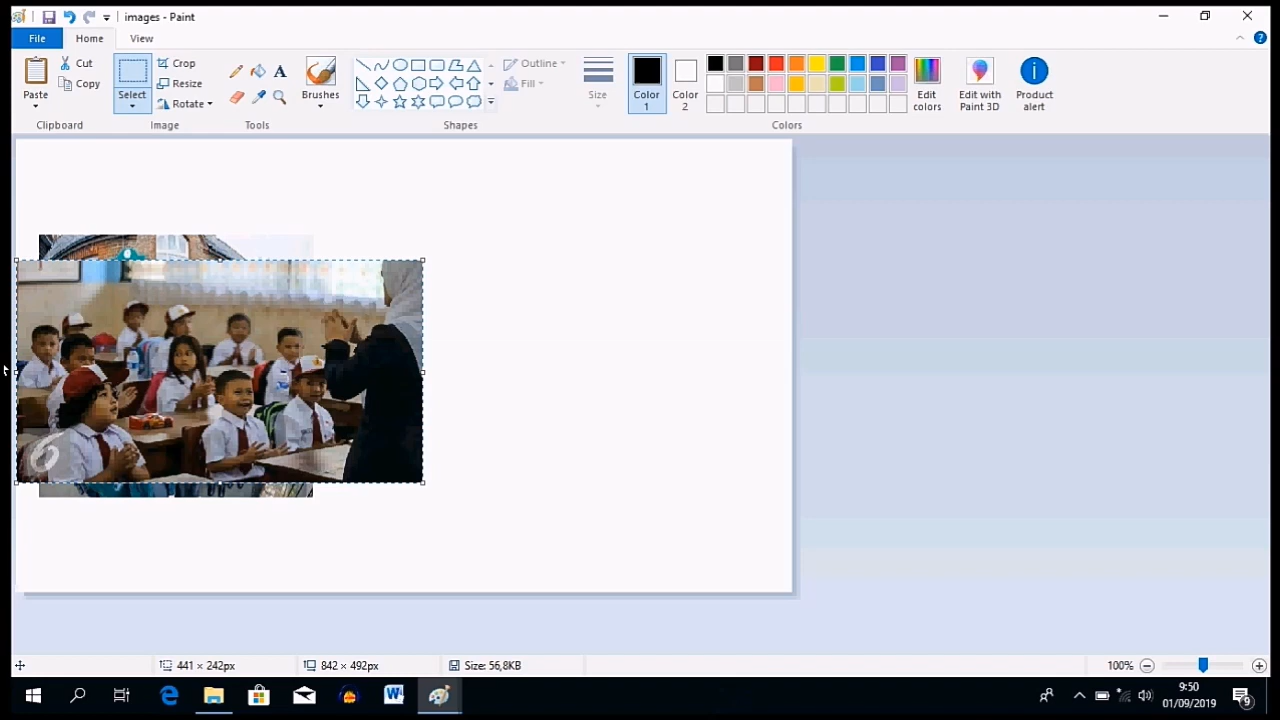 images - Paint
File Home View
Paste
Cut
Copy
Clipboard
Select
Crop
Resize
Rotate
Image
A
Tools
Brushes
Shapes
Outline
Fill
Size
Color 1
Color 2
Edit colors
Edit with Paint 3D
Product alert
Colors
6
441 × 242px
842 × 492px
Size: 56,8KB
100%
9:50
01/09/2019
9